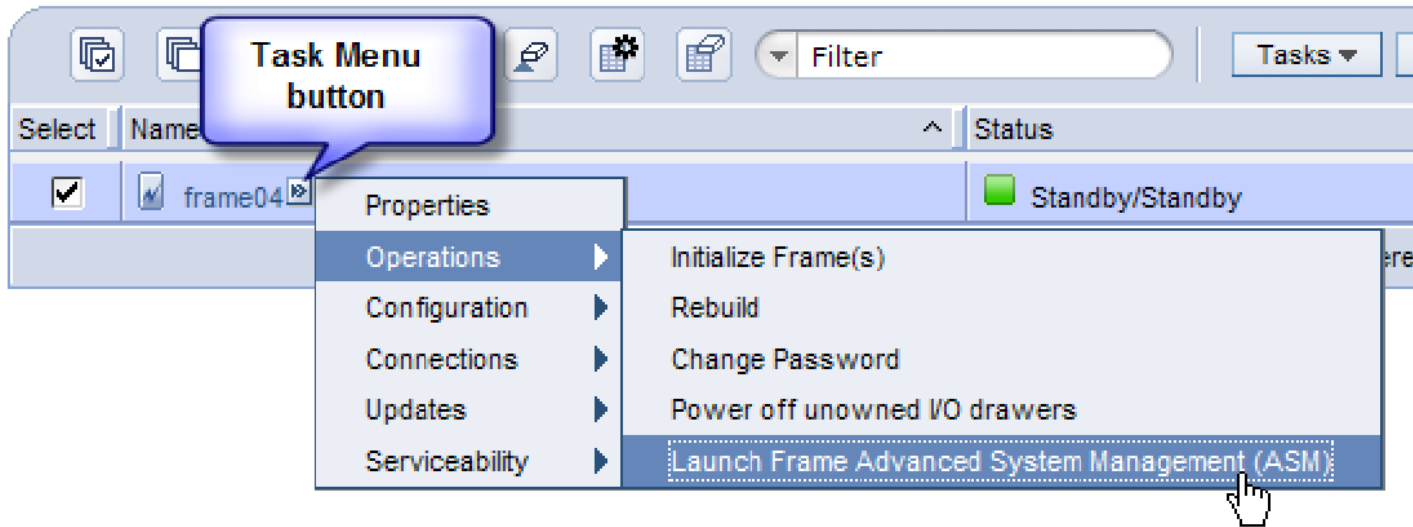 Task Menu
button
Filter
Tasks
Select
Name
Status
frame04
Standby/Standby
Properties
Operations
Initialize Frame(s)
Configuration
Rebuild
Connections
Change Password
Updates
Power off unowned I/O drawers
Serviceability
Launch Frame Advanced System Management (ASM)